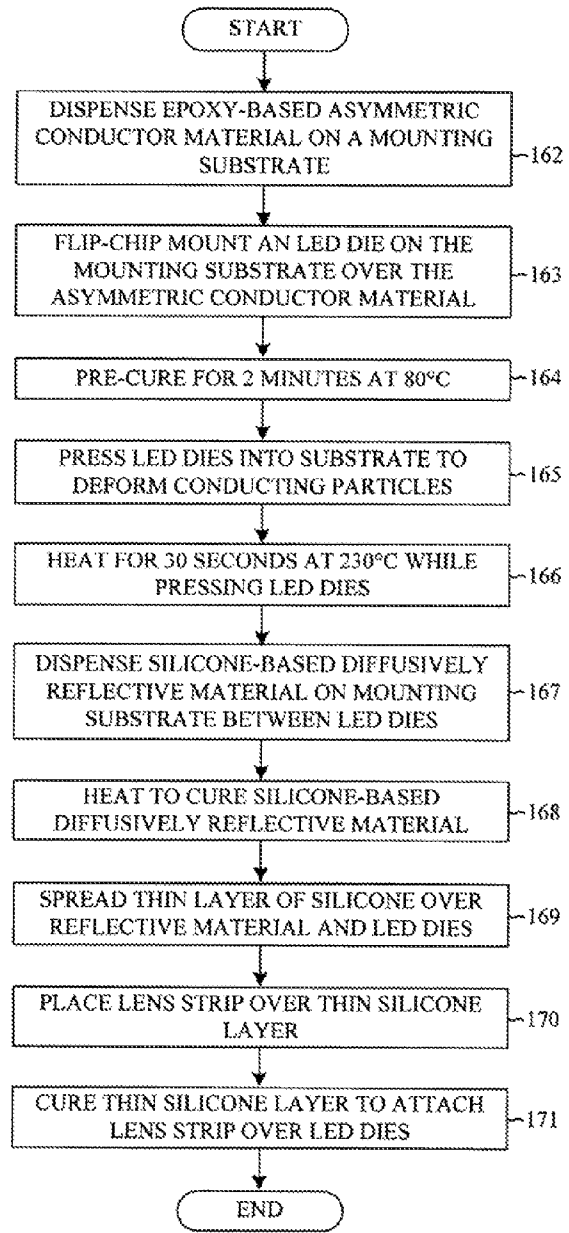 START
DISPENSE EPOXY-BASED ASYMMETRIC
CONDUCTOR MATERIAL ON A MOUNTING
SUBSTRATE
162
FLIP-CHIP MOUNT AN LED DIE ON THE
MOUNTING SUBSTRATE OVER THE
ASYMMETRIC CONDUCTOR MATERIAL
163
PRE-CURE FOR 2 MINUTES AT 80°C
164
PRESS LED DIES INTO SUBSTRATE TO
DEFORM CONDUCTING PARTICLES
165
HEAT FOR 30 SECONDS AT 230°C WHILE
PRESSING LED DIES
166
DISPENSE SILICONE-BASED DIFFUSIVELY
REFLECTIVE MATERIAL ON MOUNTING
SUBSTRATE BETWEEN LED DIES
167
HEAT TO CURE SILICONE-BASED
DIFFUSIVELY REFLECTIVE MATERIAL
168
SPREAD THIN LAYER OF SILICONE OVER
REFLECTIVE MATERIAL AND LED DIES
169
PLACE LENS STRIP OVER THIN SILICONE
LAYER
170
CURE THIN SILICONE LAYER TO ATTACH
LENS STRIP OVER LED DIES
171
END